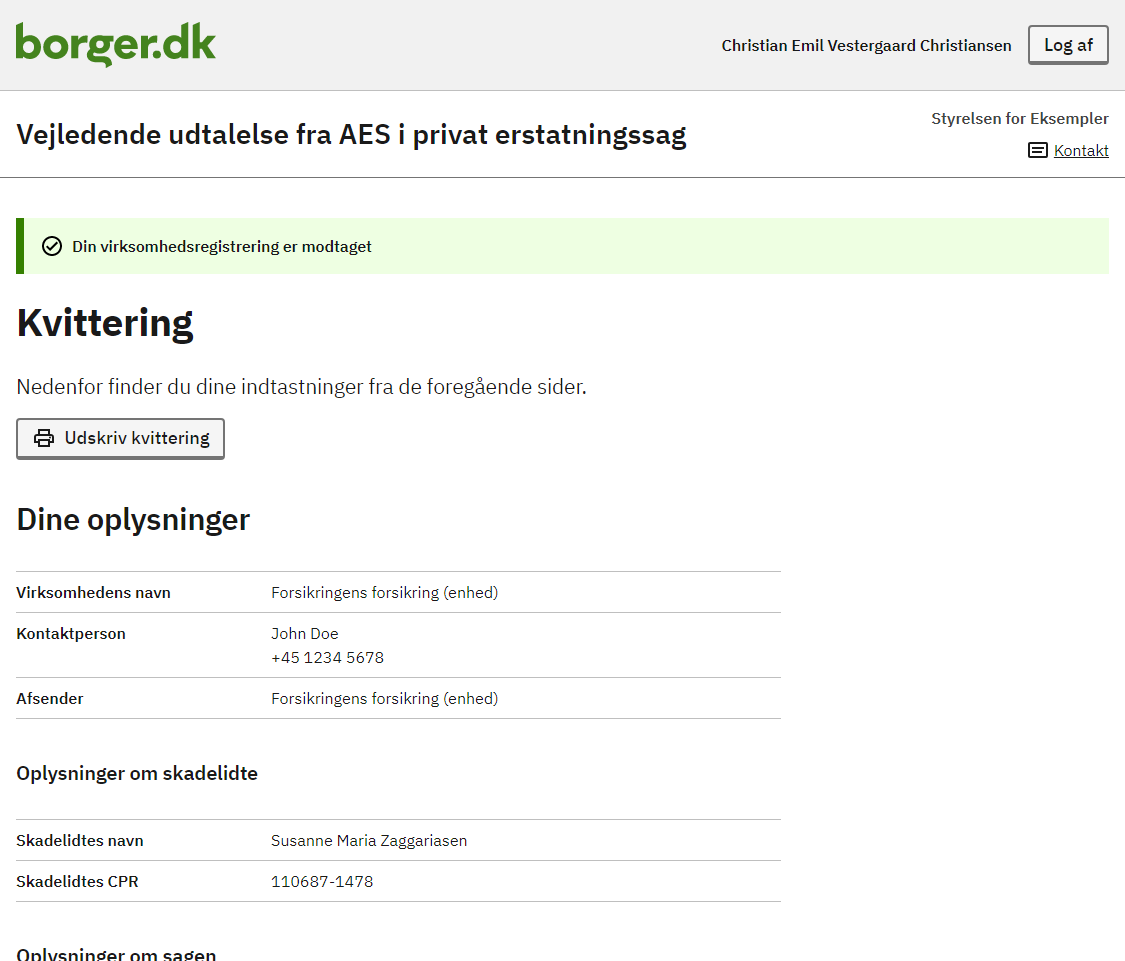 borger.dk
Christian Emil Vestergaard Christiansen
Log af
Vejledende udtalelse fra AES i privat erstatningssag
Styrelsen for Eksempler
Kontakt
Din virksomhedsregistrering er modtaget
Kvittering
Nedenfor finder du dine indtastninger fra de foregående sider.
Udskriv kvittering
Dine oplysninger
Virksomhedens navn Forsikringens forsikring (enhed)
Kontaktperson John Doe
+45 1234 5678
Afsender Forsikringens forsikring (enhed)
Oplysninger om skadelidte
Skadelidtes navn Susanne Maria Zaggariasen
Skadelidtes CPR 110687-1478
Oplysninger om sagen